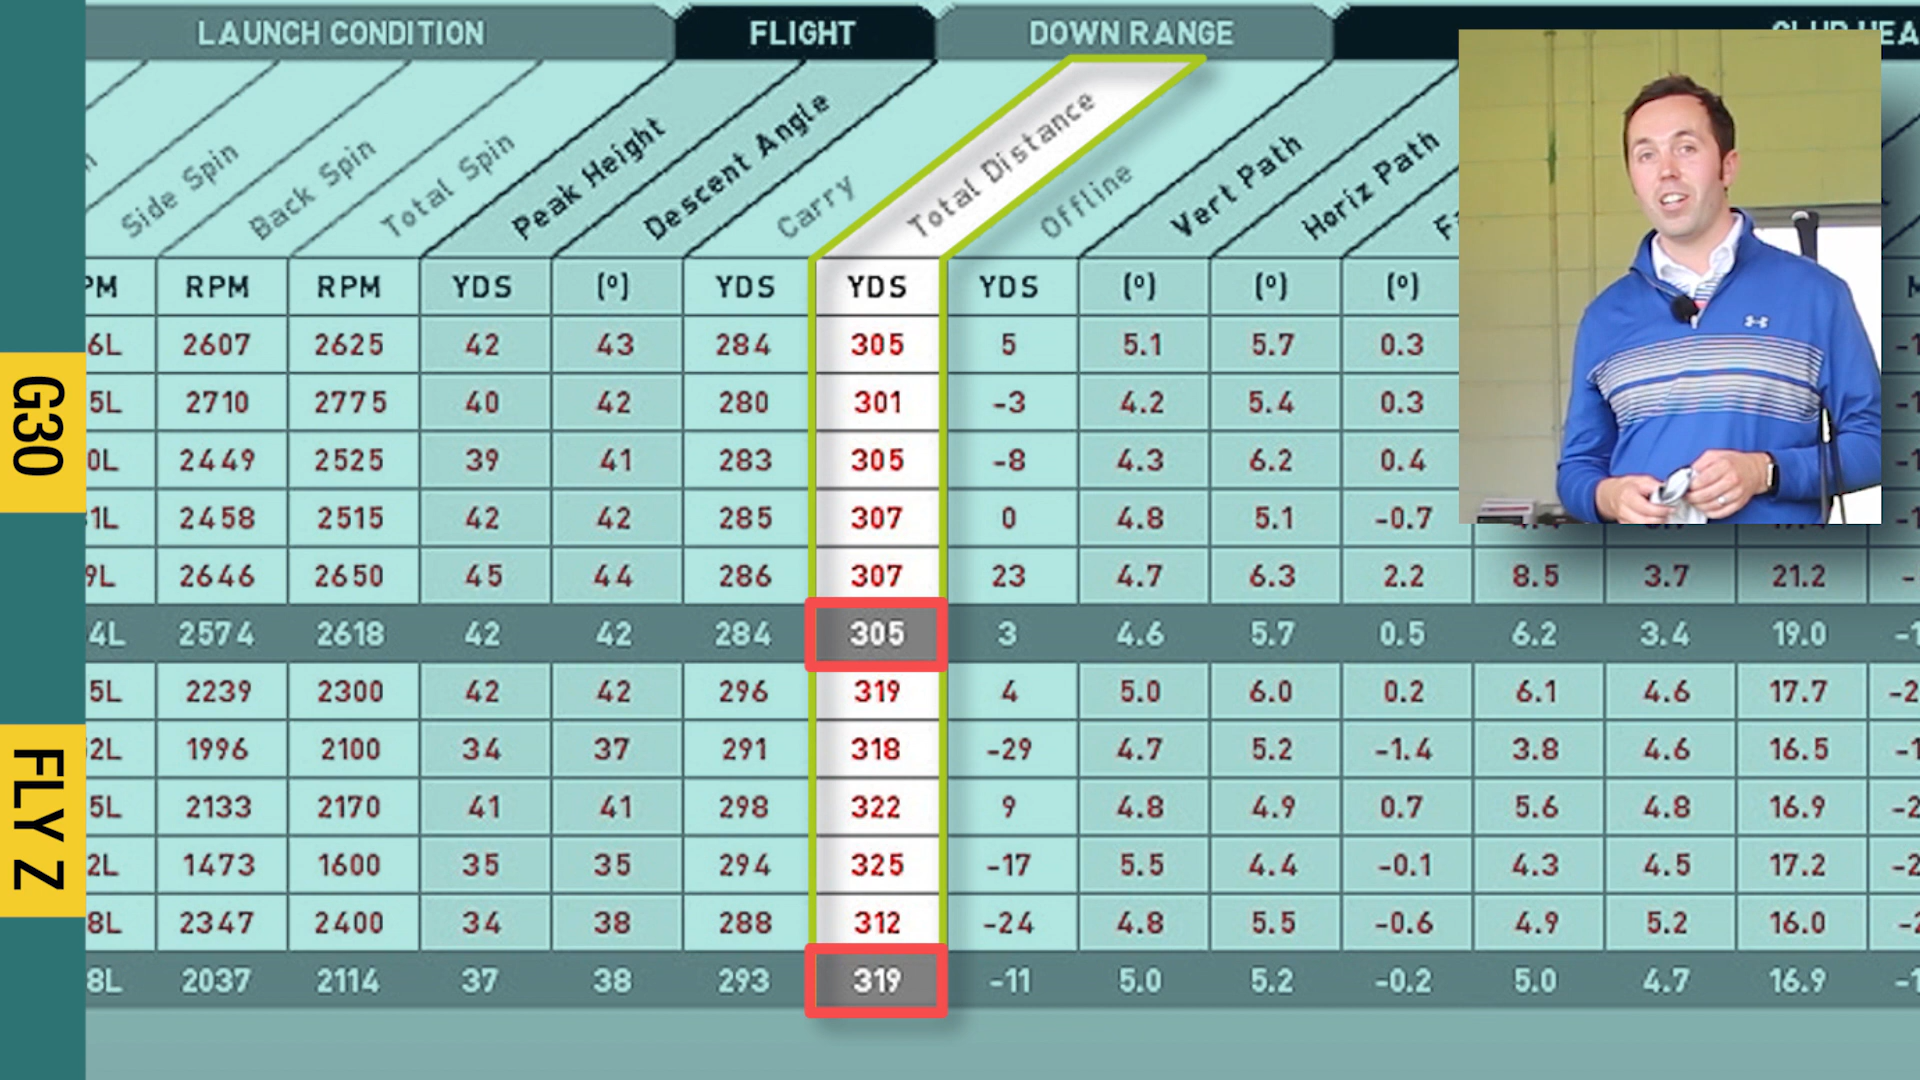 LAUNCH CONDITION FLIGHT DOWN RANGE
Side Spin Back Spin Total Spin Peak Height Descent Angle Carry Total Distance Offline Vert Path Horiz Path
RPM RPM YDS (º) YDS YDS YDS (º) (º) (º)
6L 2607 2625 42 43 284 305 5 5.1 5.7 0.3
5L 2710 2775 40 42 280 301 -3 4.2 5.4 0.3
0L 2449 2525 39 41 283 305 -8 4.3 6.2 0.4
1L 2458 2515 42 42 285 307 0 4.8 5.1 -0.7
9L 2646 2650 45 44 286 307 23 4.7 6.3 2.2 8.5 3.7 21.2
4L 2574 2618 42 42 284 305 3 4.6 5.7 0.5 6.2 3.4 19.0
5L 2239 2300 42 42 296 319 4 5.0 6.0 0.2 6.1 4.6 17.7
2L 1996 2100 34 37 291 318 -29 4.7 5.2 -1.4 3.8 4.6 16.5
5L 2133 2170 41 41 298 322 9 4.8 4.9 0.7 5.6 4.8 16.9
2L 1473 1600 35 35 294 325 -17 5.5 4.4 -0.1 4.3 4.5 17.2
8L 2347 2400 34 38 288 312 -24 4.8 5.5 -0.6 4.9 5.2 16.0
8L 2037 2114 37 38 293 319 -11 5.0 5.2 -0.2 5.0 4.7 16.9
G30
FLY Z